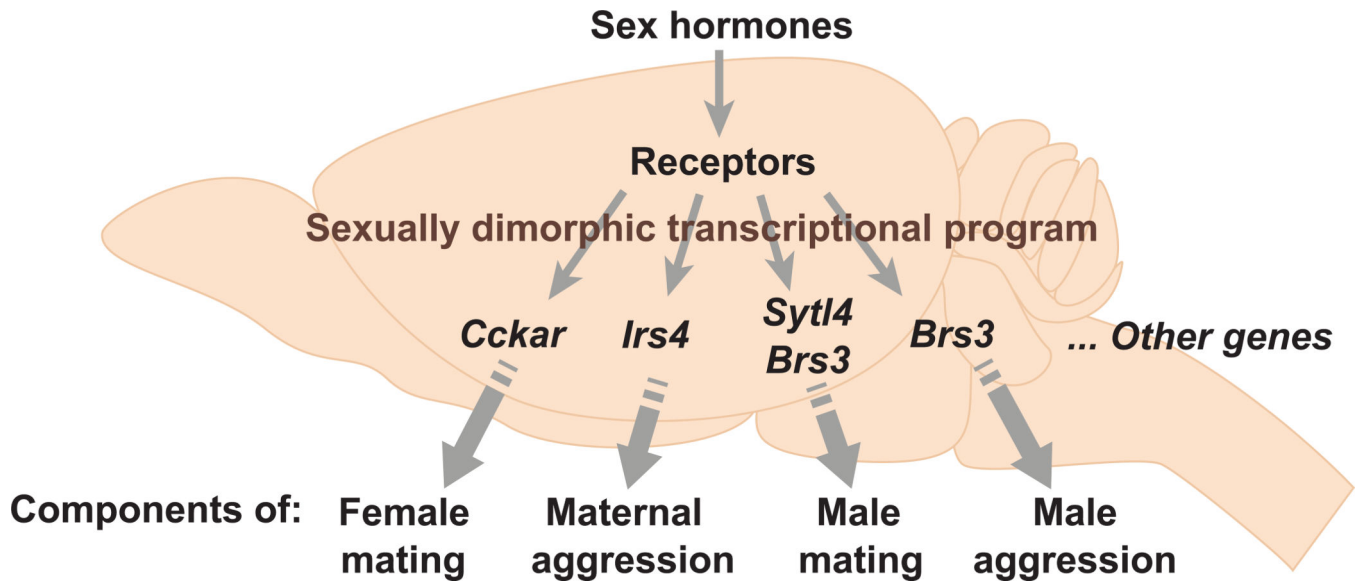 Sex hormones
Receptors
Sexually dimorphic transcriptional program
Cckar
Irs4
Sytl4
Brs3
Brs3
... Other genes
Components of:
Female
mating
Maternal
aggression
Male
mating
Male
aggression